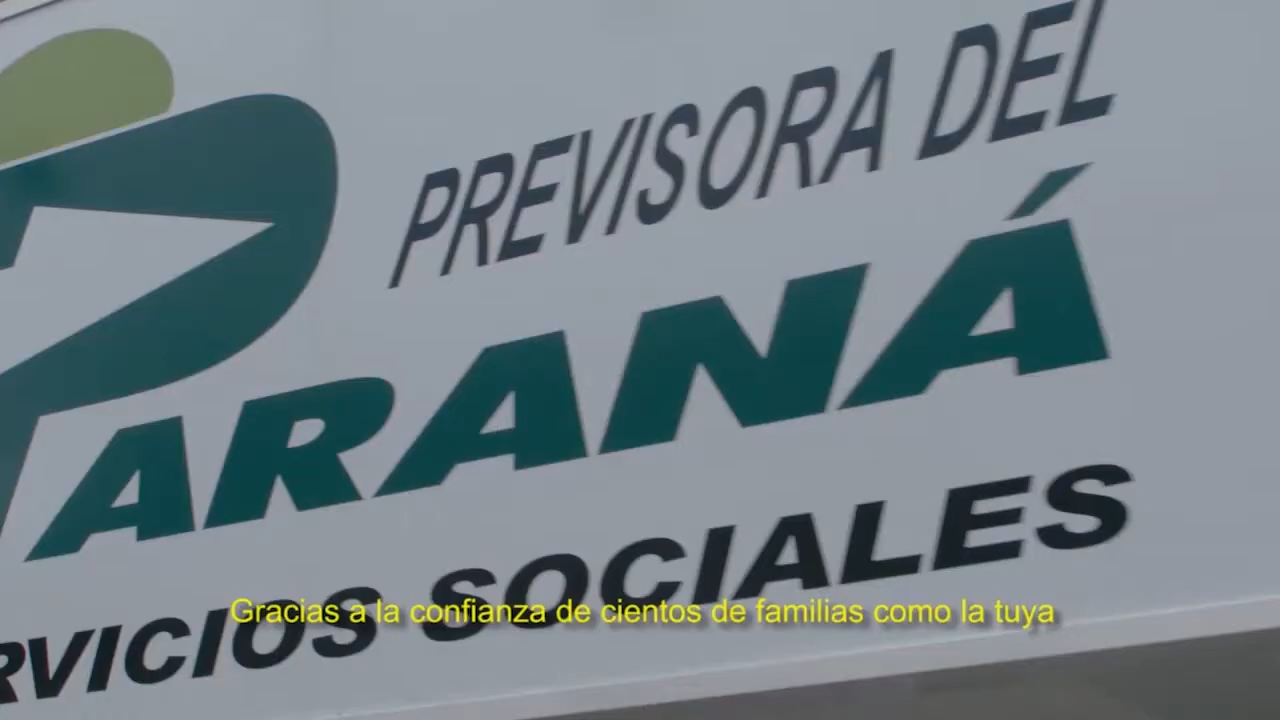 PREVISORA DEL
PARANÁ
RVICIOS SOCIALES
Gracias a la confianza de cientos de familias como la tuya